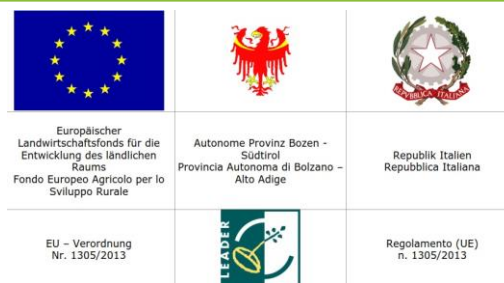 REPVBBLICA ITALIANA
Europäischer
Landwirtschaftsfonds für die
Entwicklung des ländlichen
Raums
Fondo Europeo Agricolo per lo
Sviluppo Rurale
Autonome Provinz Bozen -
Südtirol
Provincia Autonoma di Bolzano –
Alto Adige
Republik Italien
Repubblica Italiana
EU – Verordnung
Nr. 1305/2013
LEADER
Regolamento (UE)
n. 1305/2013